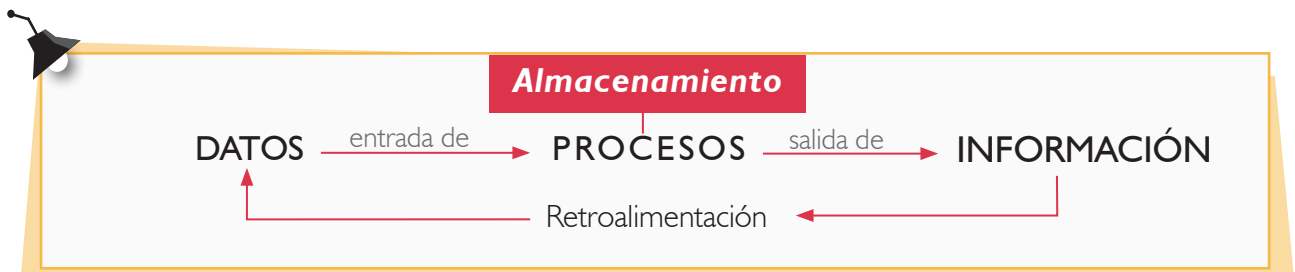 Almacenamiento
DATOS entrada de PROCESOS salida de INFORMACIÓN
Retroalimentación